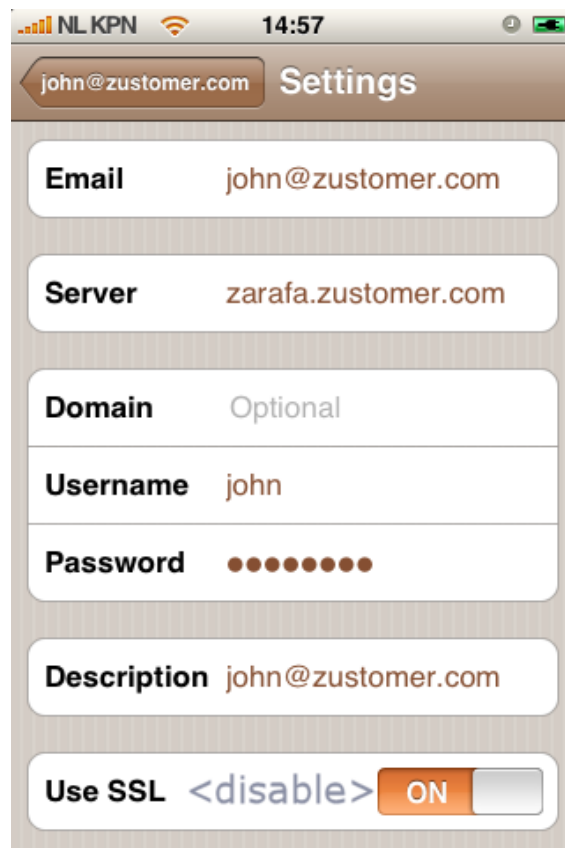 NL KPN 14:57
john@zustomer.com Settings
Email john@zustomer.com
Server zarafa.zustomer.com
Domain Optional
Username john
Password ●●●●●●●●
Description john@zustomer.com
Use SSL <disable> ON